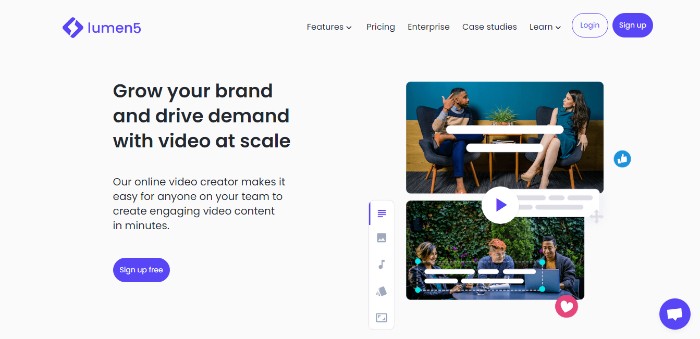 lumen5
Features Pricing Enterprise Case studies Learn Login Sign up
Grow your brand
and drive demand
with video at scale
Our online video creator makes it
easy for anyone on your team to
create engaging video content
in minutes.
Sign up free